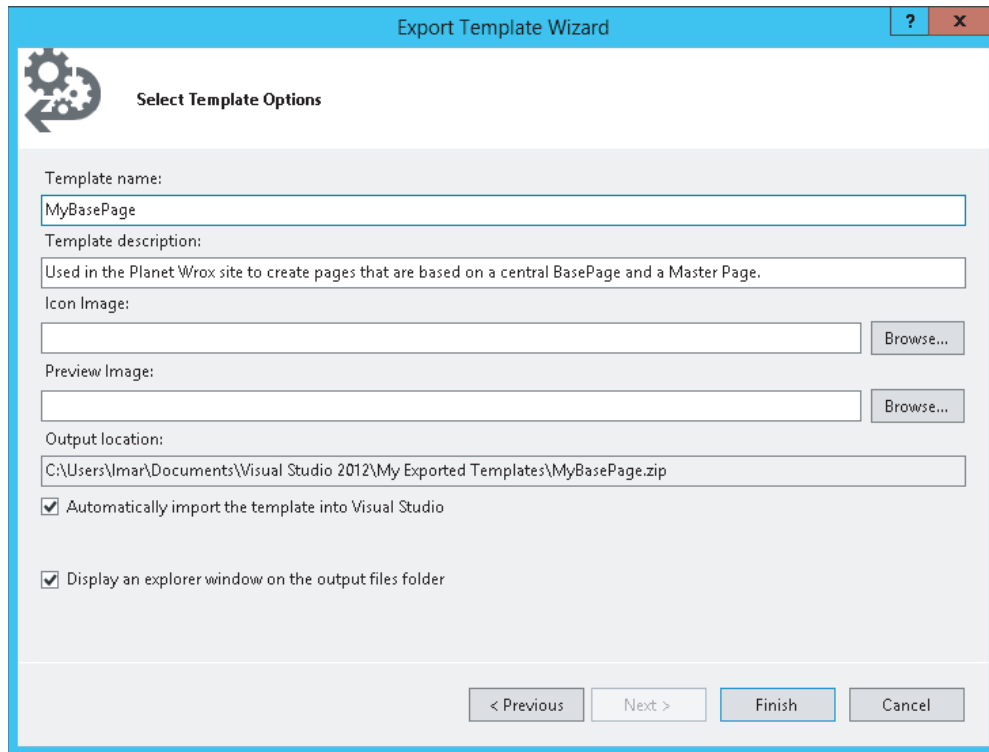 Export Template Wizard
? x
Select Template Options
Template name:
MyBasePage
Template description:
Used in the Planet Wrox site to create pages that are based on a central BasePage and a Master Page.
Icon Image:
Browse...
Preview Image:
Browse...
Output location:
C:\Users\Imar\Documents\Visual Studio 2012\My Exported Templates\MyBasePage.zip
Automatically import the template into Visual Studio
Display an explorer window on the output files folder
< Previous Next > Finish Cancel